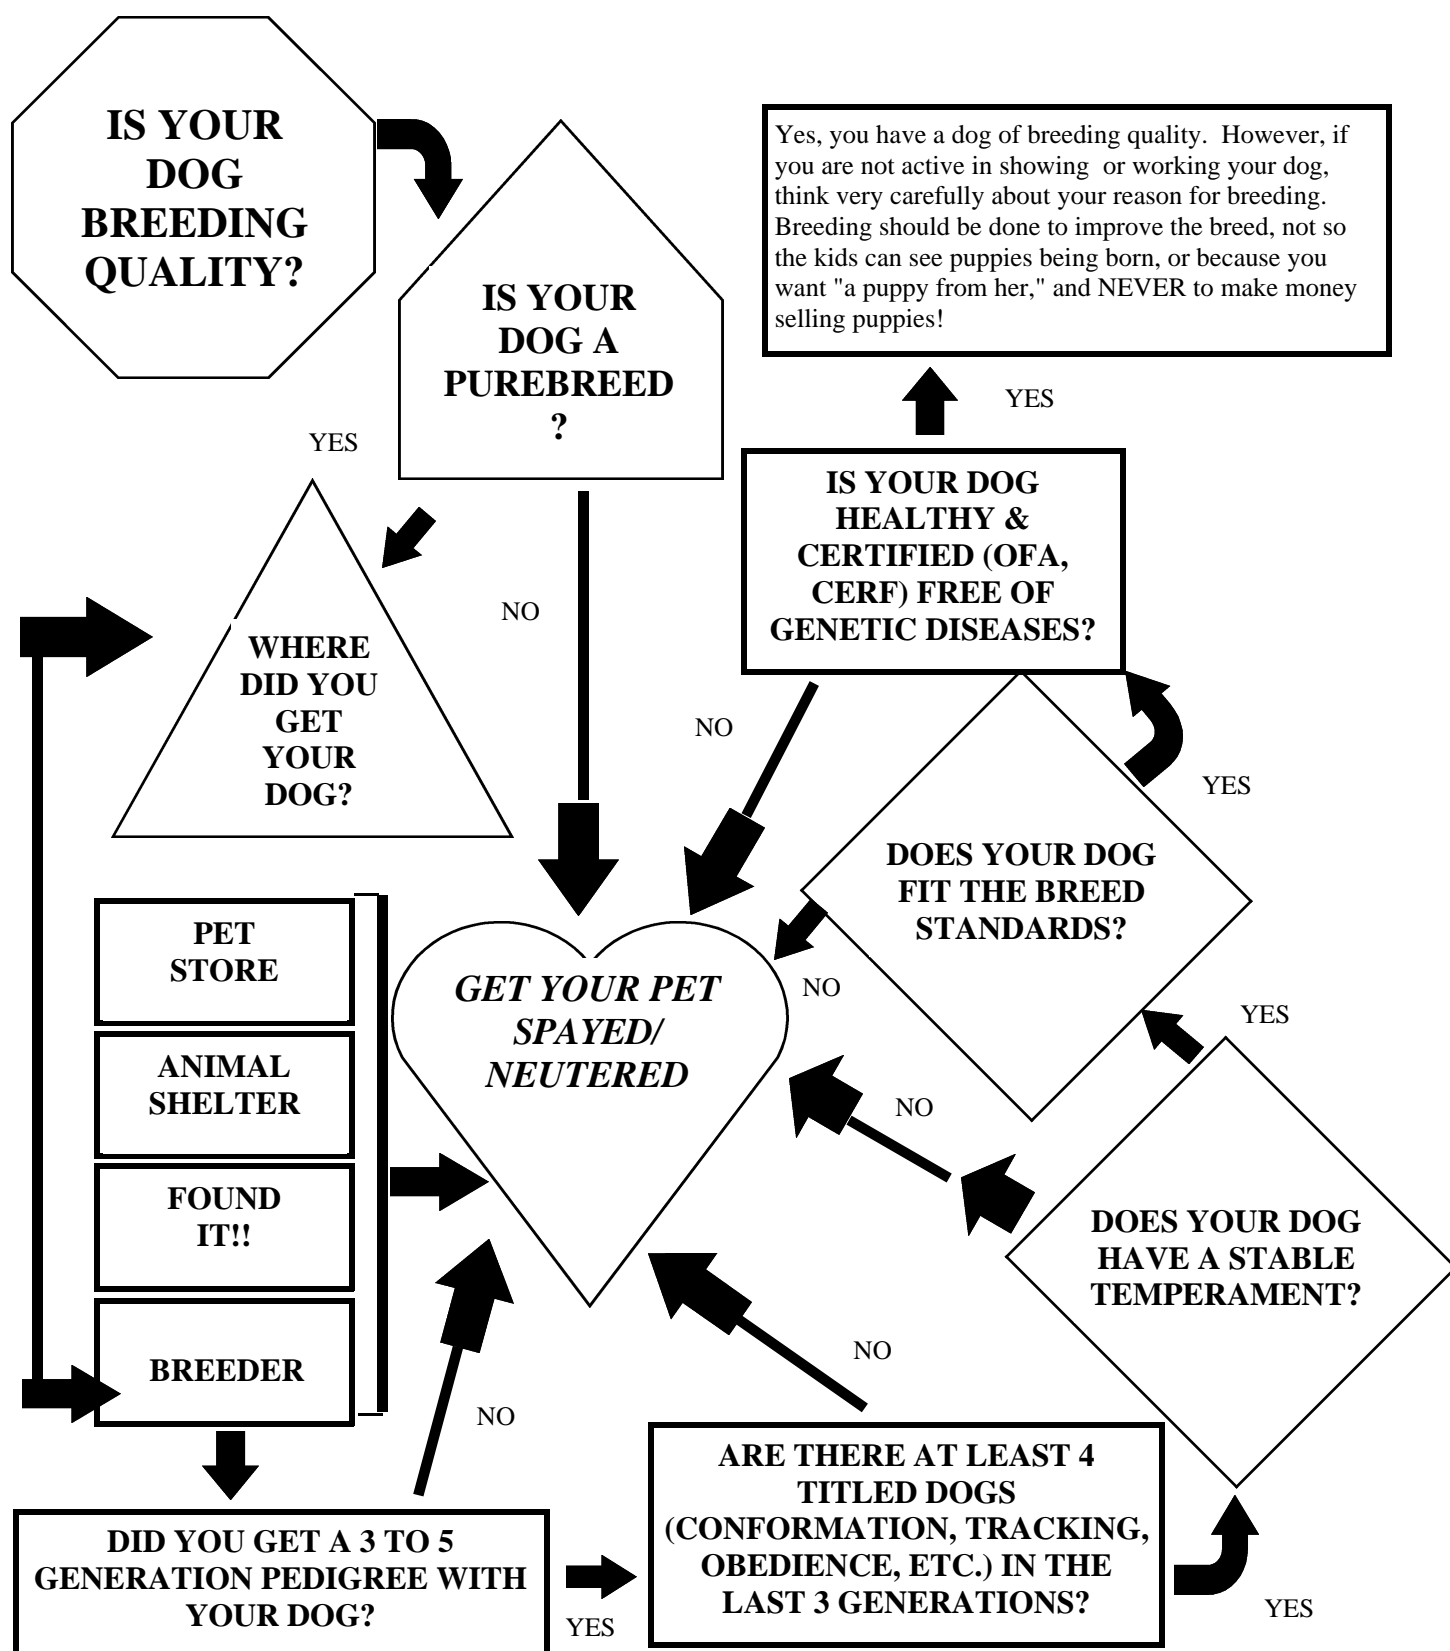 IS YOUR
DOG
BREEDING
QUALITY?
IS YOUR
DOG A
PUREBREED
?
YES
NO
WHERE
DID YOU
GET
YOUR
DOG?
PET
STORE
ANIMAL
SHELTER
FOUND
IT!!
BREEDER
DID YOU GET A 3 TO 5
GENERATION PEDIGREE WITH
YOUR DOG?
NO
YES
ARE THERE AT LEAST 4
TITLED DOGS
(CONFORMATION, TRACKING,
OBEDIENCE, ETC.) IN THE
LAST 3 GENERATIONS?
NO
YES
DOES YOUR DOG
HAVE A STABLE
TEMPERAMENT?
NO
YES
DOES YOUR DOG
FIT THE BREED
STANDARDS?
NO
YES
IS YOUR DOG
HEALTHY &
CERTIFIED (OFA,
CERF) FREE OF
GENETIC DISEASES?
NO
YES
Yes, you have a dog of breeding quality.  However, if
you are not active in showing  or working your dog,
think very carefully about your reason for breeding.
Breeding should be done to improve the breed, not so
the kids can see puppies being born, or because you
want "a puppy from her," and NEVER to make money
selling puppies!
GET YOUR PET
SPAYED/
NEUTERED